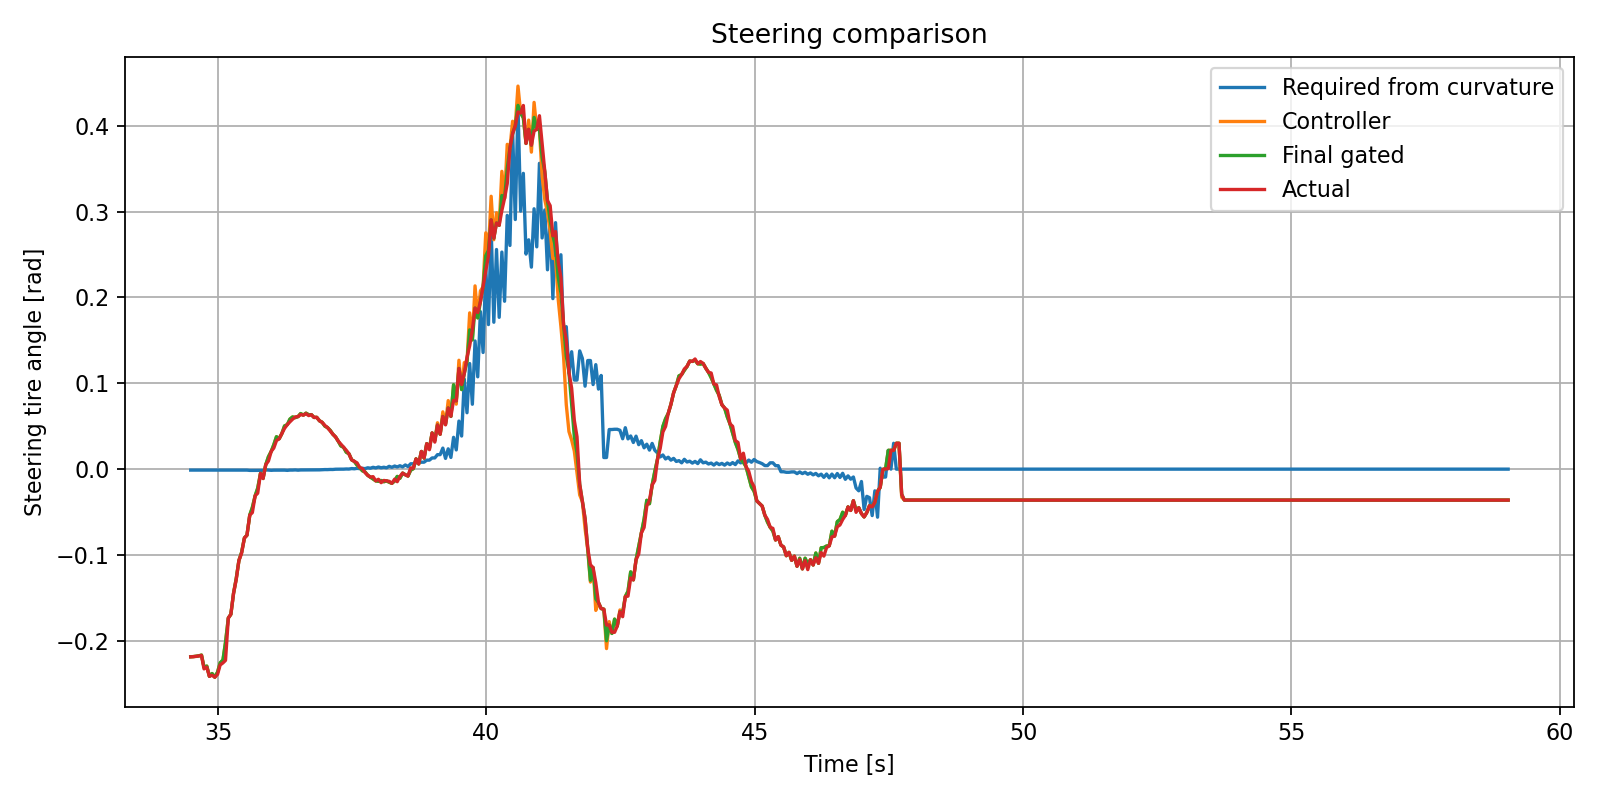 Steering comparison
Required from curvature
Controller
Final gated
Actual
Steering tire angle [rad]
0.4
0.3
0.2
0.1
0.0
−0.1
−0.2
35 40 45 50 55 60
Time [s]